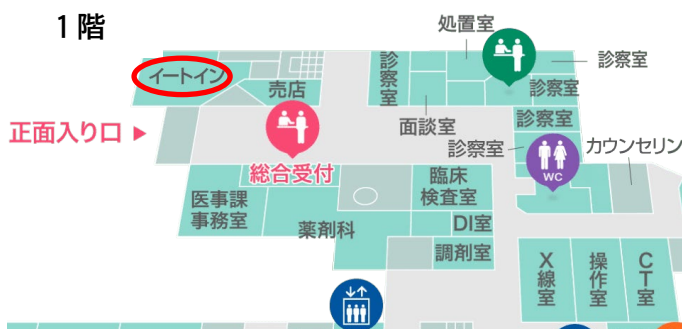 1階
処置室
イートイン
売店
診察室
診察室
診察室
面談室
診察室
正面入り口
診察室
カウンセリン
WC
総合受付
臨床
検査室
医事課
事務室
薬剤科
DI室
調剤室
X線室
操作室
CT室